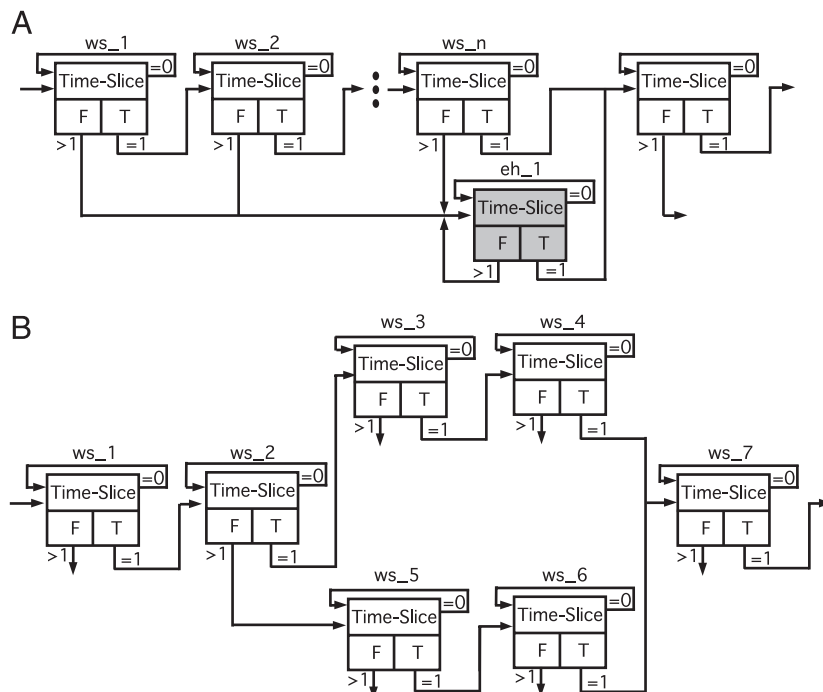 A
ws_1 ws_2 ws_n
=0 =0 =0 =0
Time-Slice Time-Slice Time-Slice Time-Slice
F T F T F T F T
>1 =1 >1 =1 >1 =1 >1 =1
eh_1
=0
Time-Slice
F T
>1 =1
B
ws_3 ws_4
=0 =0
Time-Slice Time-Slice
F T F T
>1 =1 >1 =1
ws_1 ws_2 ws_7
=0 =0 =0
Time-Slice Time-Slice Time-Slice
F T F T F T
>1 =1 >1 =1 >1 =1
ws_5 ws_6
=0 =0
Time-Slice Time-Slice
F T F T
>1 =1 >1 =1